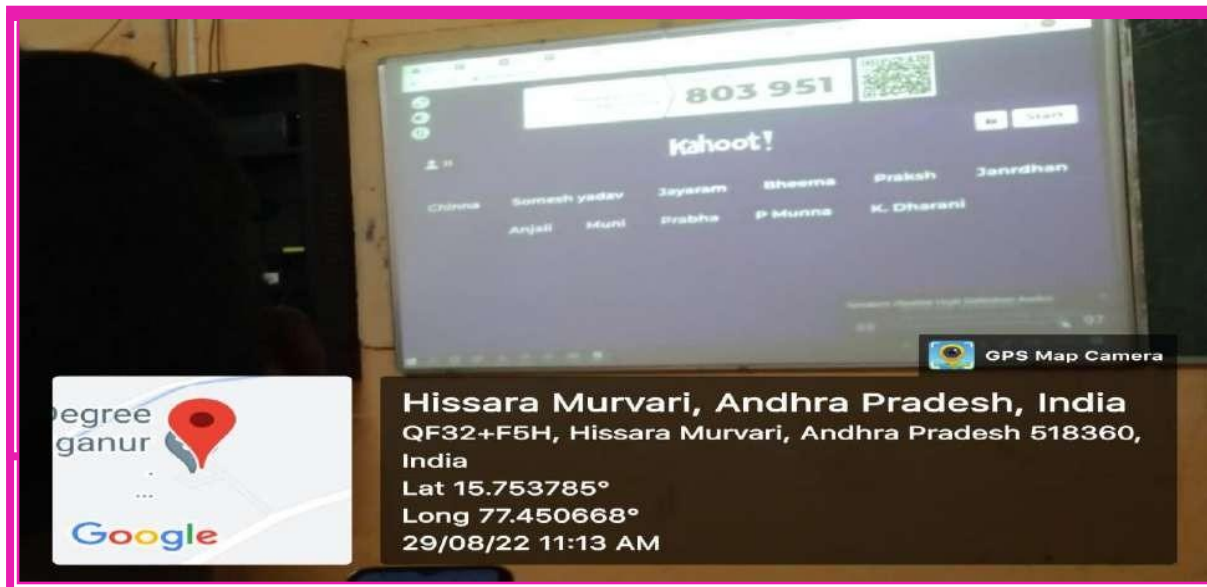 803 951
Kahoot!
Start
Chinna Somesh yadav Jayaram Bheema Praksh Janrdhan
Anjali Muni Prabha P Munna K. Dharani
97
GPS Map Camera
egree
ganur
Google
Hissara Murvari, Andhra Pradesh, India
QF32+F5H, Hissara Murvari, Andhra Pradesh 518360,
India
Lat 15.753785°
Long 77.450668°
29/08/22 11:13 AM